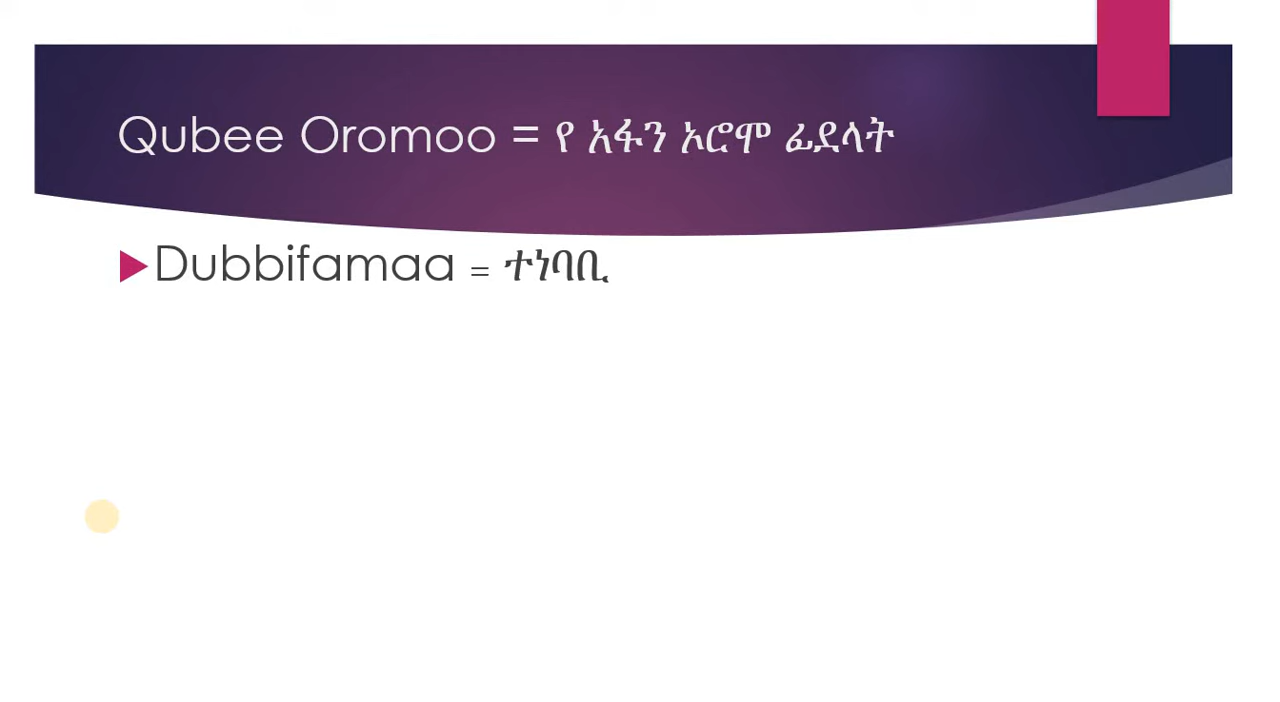 Qubee Oromoo = የ አፋን ኦሮሞ ፊደላት
Dubbifamaa = ተነባቢ